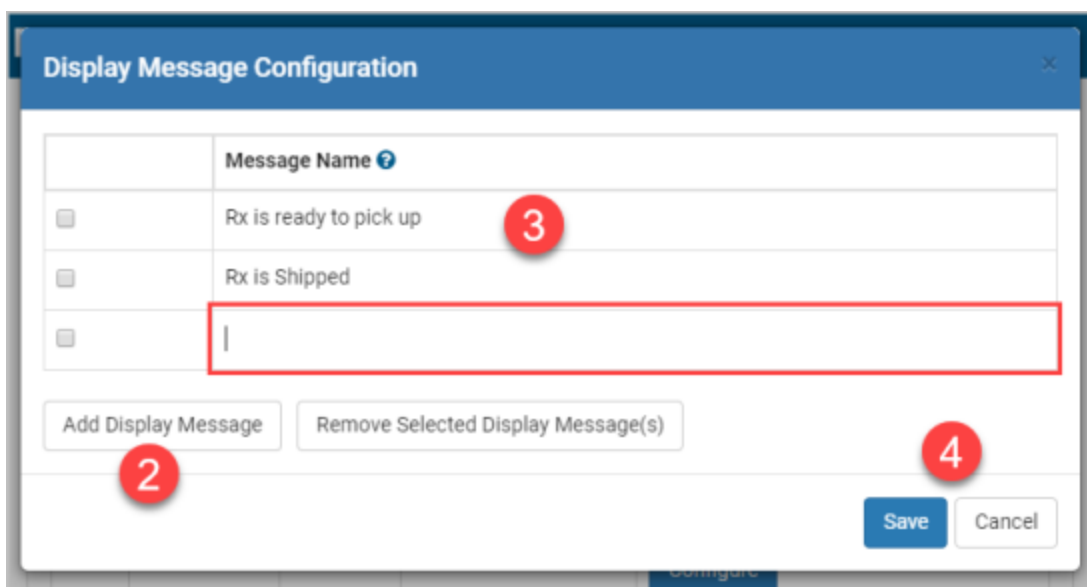 Display Message Configuration
×
Message Name ?
Rx is ready to pick up
3
Rx is Shipped
Add Display Message
Remove Selected Display Message(s)
2
4
Save
Cancel
Configure